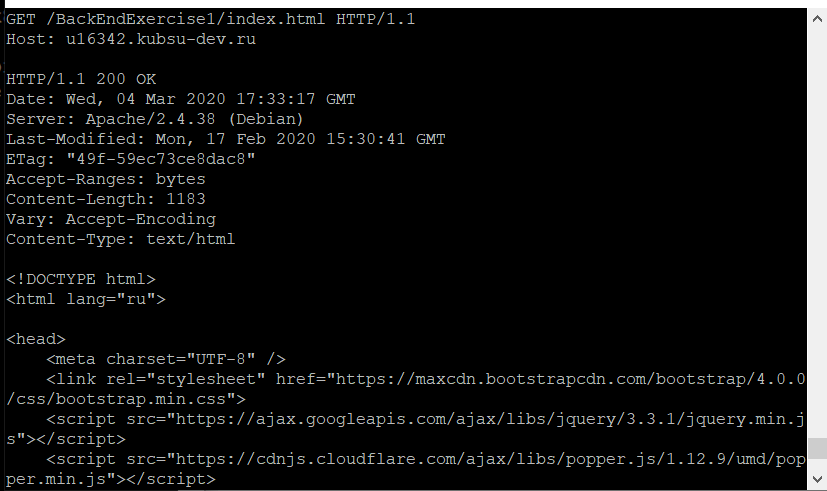 GET /BackEndExercise1/index.html HTTP/1.1
Host: u16342.kubsu-dev.ru

HTTP/1.1 200 OK
Date: Wed, 04 Mar 2020 17:33:17 GMT
Server: Apache/2.4.38 (Debian)
Last-Modified: Mon, 17 Feb 2020 15:30:41 GMT
ETag: "49f-59ec73ce8dac8"
Accept-Ranges: bytes
Content-Length: 1183
Vary: Accept-Encoding
Content-Type: text/html

<!DOCTYPE html>
<html lang="ru">

<head>
    <meta charset="UTF-8" />
    <link rel="stylesheet" href="https://maxcdn.bootstrapcdn.com/bootstrap/4.0.0
/css/bootstrap.min.css">
    <script src="https://ajax.googleapis.com/ajax/libs/jquery/3.3.1/jquery.min.j
s"></script>
    <script src="https://cdnjs.cloudflare.com/ajax/libs/popper.js/1.12.9/umd/pop
per.min.js"></script>